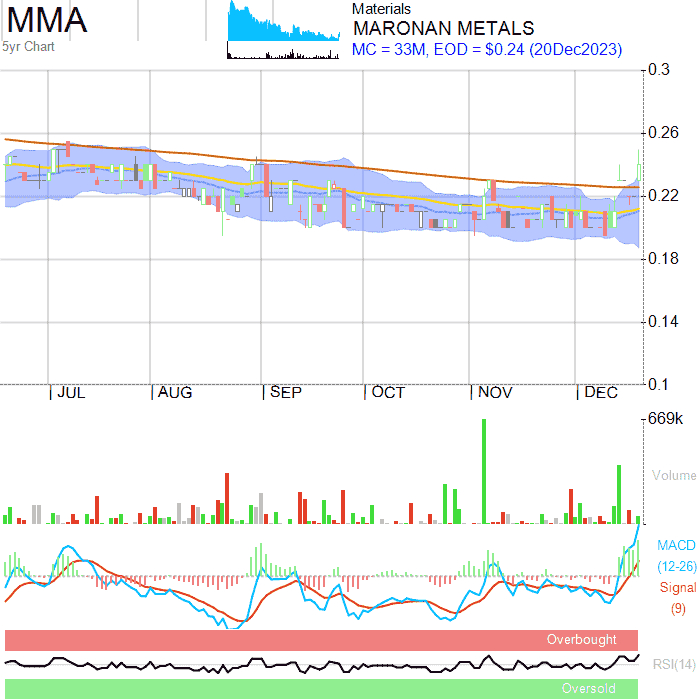 MMA
5yr Chart
Materials
MARONAN METALS
MC = 33M, EOD = $0.24 (20Dec2023)
0.3
0.26
0.22
0.18
0.14
0.1
JUL AUG SEP OCT NOV DEC
669k
Volume
MACD
(12-26)
Signal
(9)
Overbought
RSI(14)
Oversold